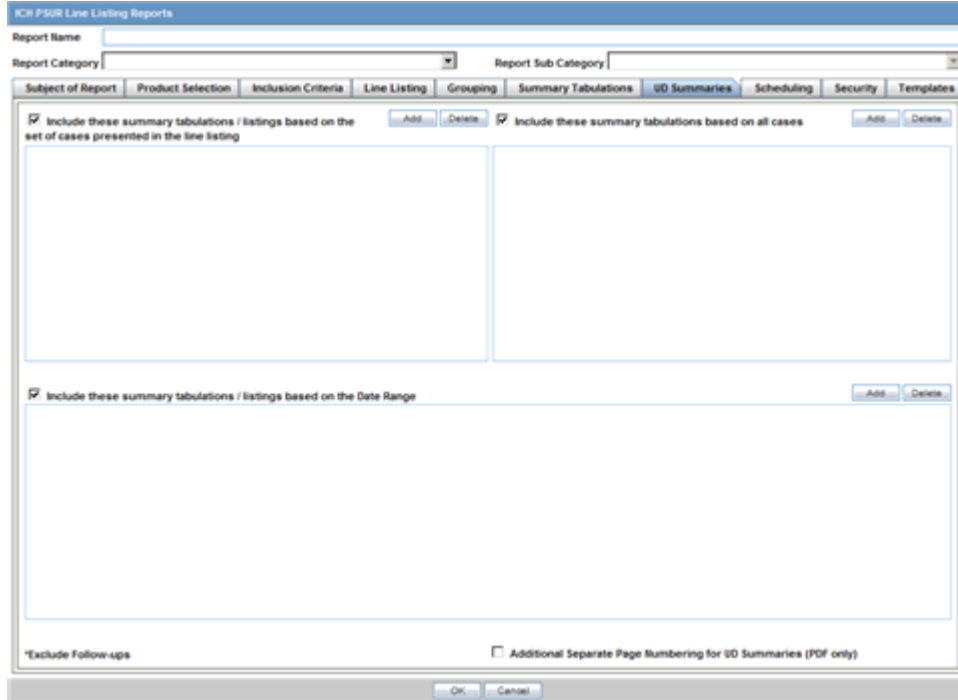 ICH PSUR Line Listing Reports
Report Name
Report Category Report Sub Category
Subject of Report Product Selection Inclusion Criteria Line Listing Grouping Summary Tabulations UD Summaries Scheduling Security Templates
Include these summary tabulations / listings based on the
set of cases presented in the line listing
Add Delete
Include these summary tabulations based on all cases
Add Delete
Include these summary tabulations / listings based on the Date Range
Add Delete
*Exclude Follow-ups
Additional Separate Page Numbering for UD Summaries (PDF only)
OK Cancel